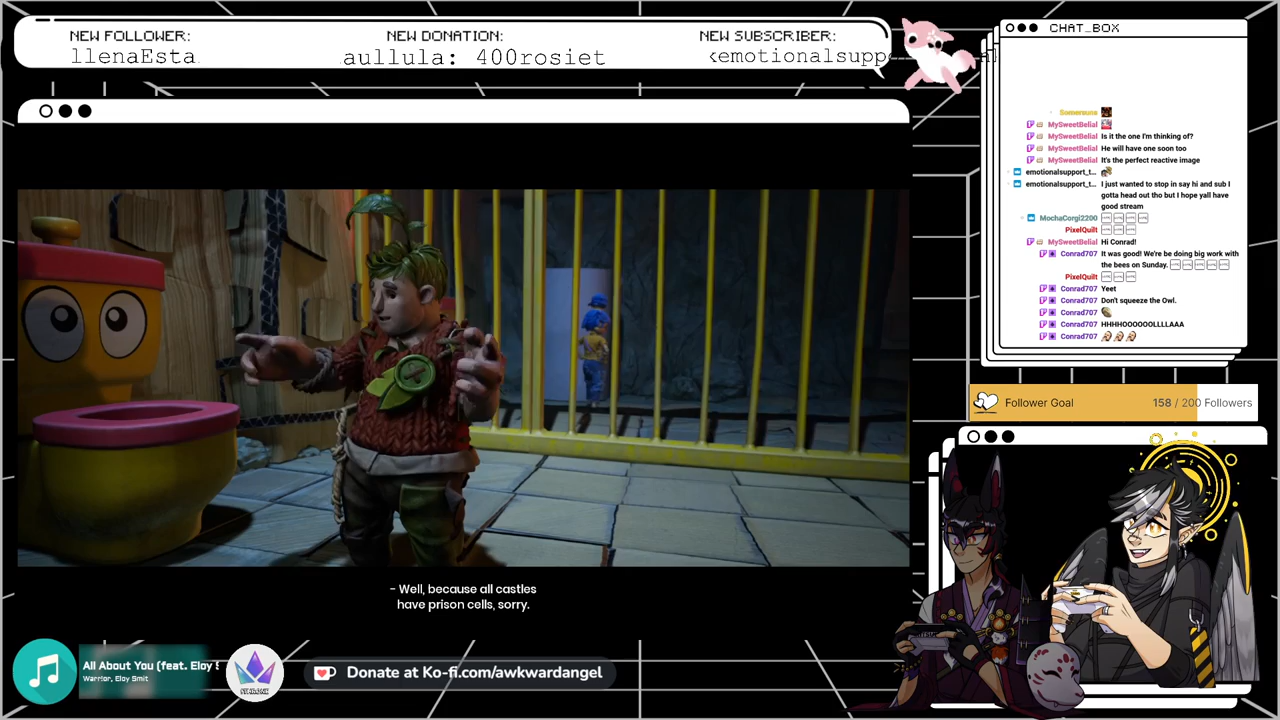 NEW FOLLOWER:
llenaEsta
NEW DONATION:
aullula: 400rosiet
NEW SUBSCRIBER:
emotionalsupp
CHAT_BOX
Somereuns
MySweetBelial
MySweetBelial Is it the one I'm thinking of?
MySweetBelial He will have one soon too
MySweetBelial It's the perfect reactive image
emotionalsupport_t...
emotionalsupport_t... I just wanted to stop in say hi and sub I
gotta head out tho but I hope yall have
good stream
MochaCorgi2200
PixelQuilt
MySweetBelial Hi Conrad!
Conrad707 It was good! We're be doing big work with
the bees on Sunday.
PixelQuilt
Conrad707 Yeet
Conrad707 Don't squeeze the Owl.
Conrad707
Conrad707 HHHHOOOOOOLLLLAAA
Conrad707
Follower Goal
158 / 200 Followers
- Well, because all castles
have prison cells, sorry.
All About You (feat. Eloy S
Warr!or, Eloy Smit
Donate at Ko-fi.com/awkwardangel